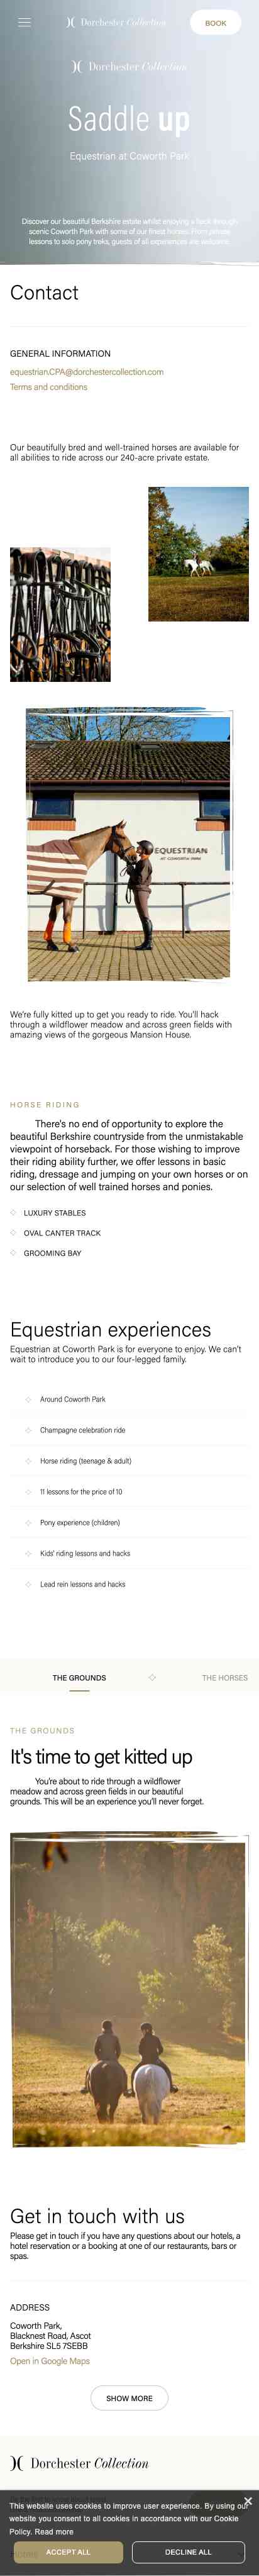 Dorchester Collection
BOOK
Dorchester Collection
Saddle up
Equestrian at Coworth Park
Discover our beautiful Berkshire estate whilst enjoying a hack through
scenic Coworth Park with some of our finest horses. From private
lessons to solo pony treks, guests of all experiences are welcome.
Contact
GENERAL INFORMATION
equestrian.CPA@dorchestercollection.com
Terms and conditions
Our beautifully bred and well-trained horses are available for
all abilities to ride across our 240-acre private estate.
EQUESTRIAN
AT COWORTH PARK
We're fully kitted up to get you ready to ride. You'll hack
through a wildflower meadow and across green fields with
amazing views of the gorgeous Mansion House.
HORSE RIDING
There's no end of opportunity to explore the
beautiful Berkshire countryside from the unmistakable
viewpoint of horseback. For those wishing to improve
their riding ability further, we offer lessons in basic
riding, dressage and jumping on your own horses or on
our selection of well trained horses and ponies.
LUXURY STABLES
OVAL CANTER TRACK
GROOMING BAY
Equestrian experiences
Equestrian at Coworth Park is for everyone to enjoy. We can't
wait to introduce you to our four-legged family.
Around Coworth Park
Champagne celebration ride
Horse riding (teenage & adult)
11 lessons for the price of 10
Pony experience (children)
Kids' riding lessons and hacks
Lead rein lessons and hacks
THE GROUNDS
THE HORSES
THE GROUNDS
It's time to get kitted up
You're about to ride through a wildflower
meadow and across green fields in our beautiful
grounds. This will be an experience you'll never forget.
Get in touch with us
Please get in touch if you have any questions about our hotels, a
hotel reservation or a booking at one of our restaurants, bars or
spas.
ADDRESS
Coworth Park,
Blacknest Road, Ascot
Berkshire SL5 7SEBB
Open in Google Maps
SHOW MORE
Dorchester Collection
This website uses cookies to improve user experience. By using our
website you consent to all cookies in accordance with our Cookie
Policy. Read more
ACCEPT ALL
DECLINE ALL